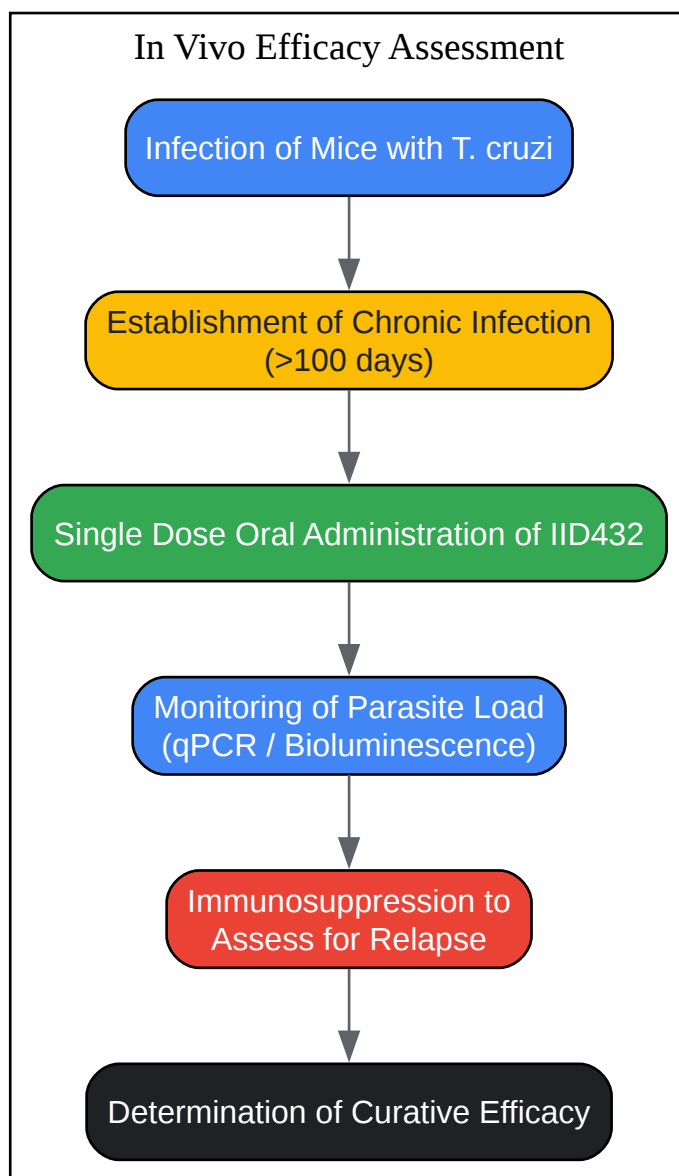 In Vivo Efficacy Assessment
Infection of Mice with T. cruzi
Establishment of Chronic Infection
(>100 days)
Single Dose Oral Administration of IID432
Monitoring of Parasite Load
(qPCR / Bioluminescence)
Immunosuppression to
Assess for Relapse
Determination of Curative Efficacy